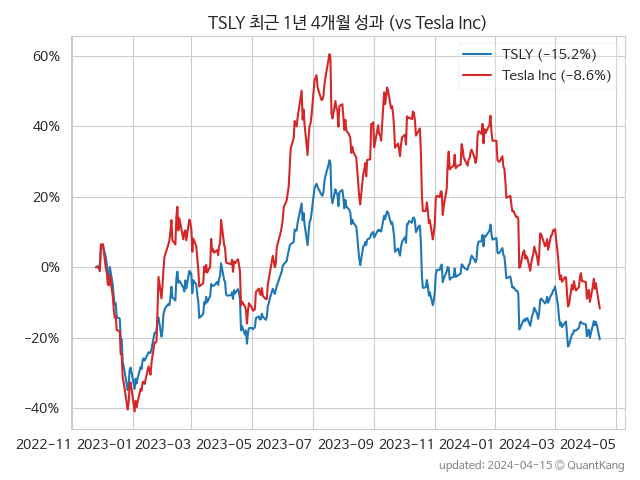 TSLY 최근 1년 4개월 성과 (vs Tesla Inc)
TSLY (−15.2%)
Tesla Inc (−8.6%)
60%
40%
20%
0%
−20%
−40%
2022-11 2023-01 2023-03 2023-05 2023-07 2023-09 2023-11 2024-01 2024-03 2024-05
updated: 2024-04-15 © QuantKang